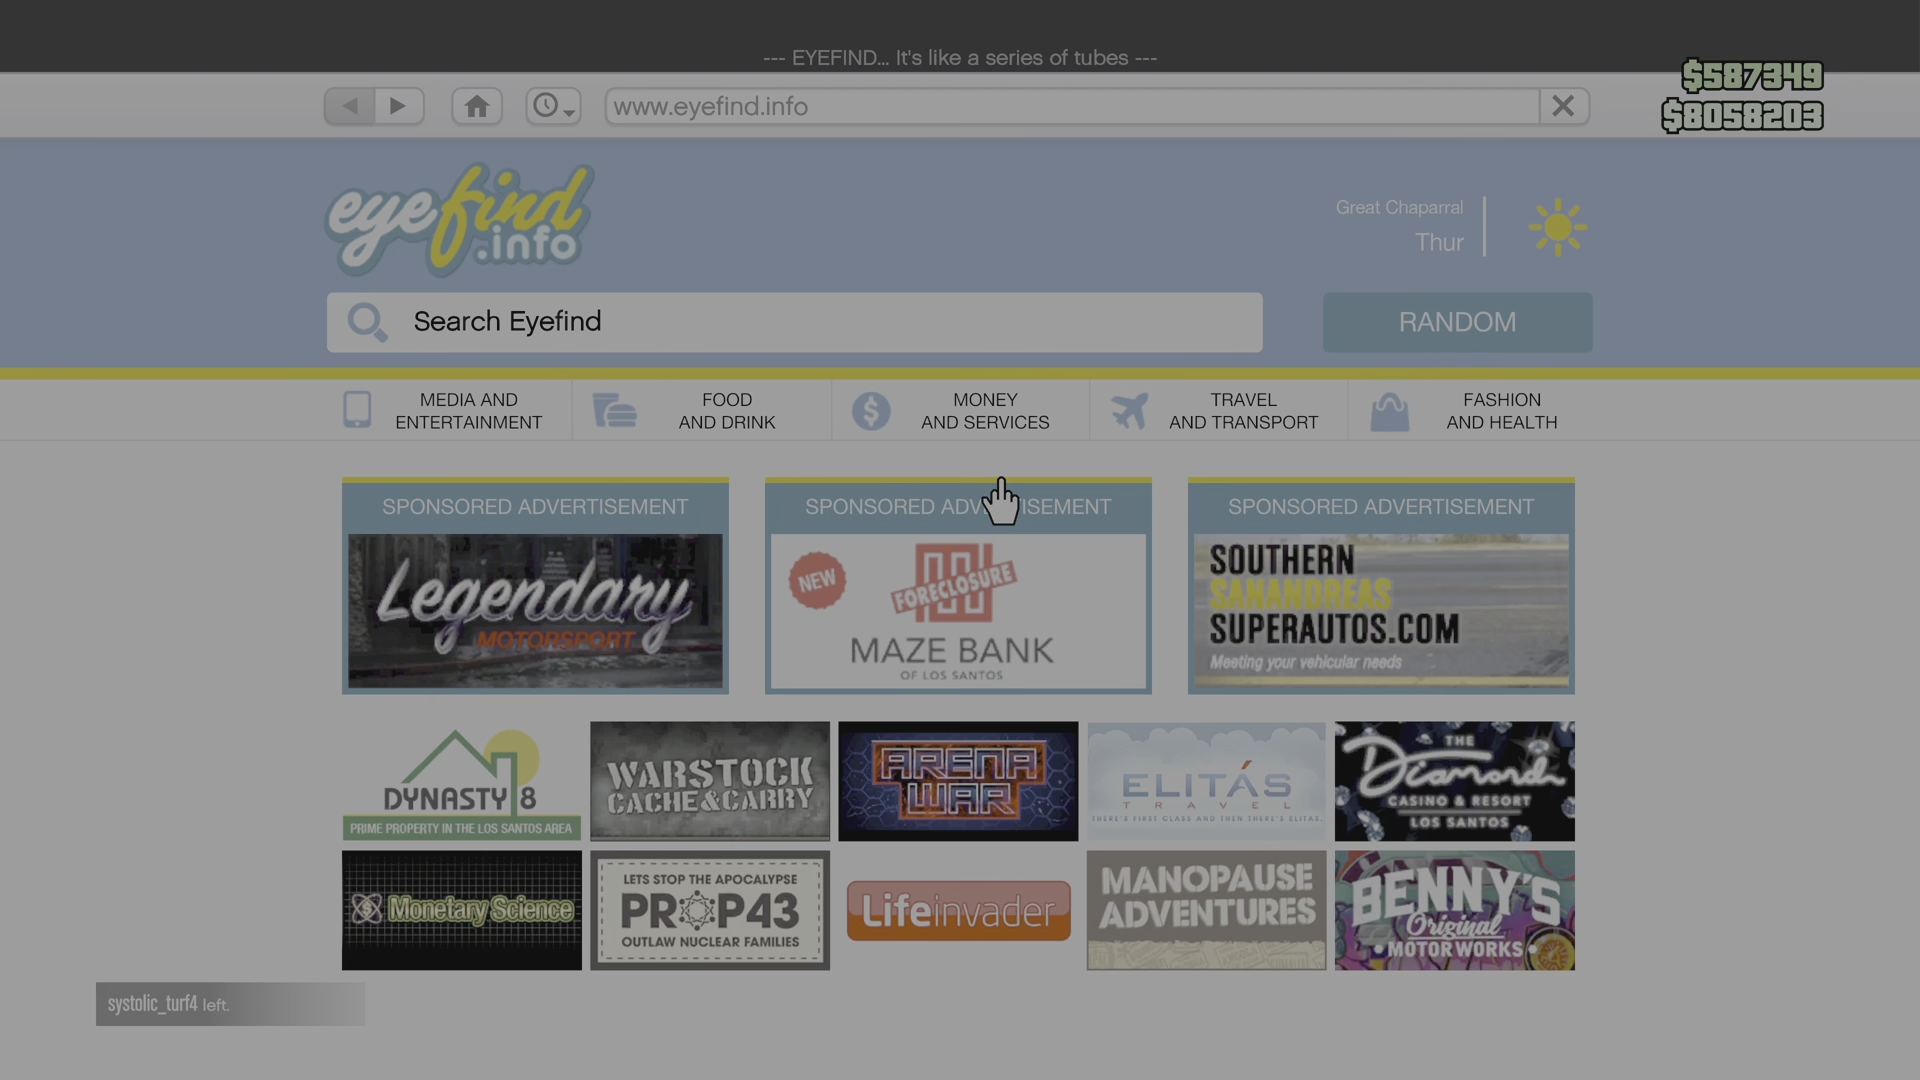 --- EYEFIND... It's like a series of tubes ---
$587349
www.eyefind.info
$8058203
eyefind
.info
Great Chaparral
Thur
Search Eyefind
RANDOM
MEDIA AND
ENTERTAINMENT
FOOD
AND DRINK
MONEY
AND SERVICES
TRAVEL
AND TRANSPORT
FASHION
AND HEALTH
SPONSORED ADVERTISEMENT
Legendary
MOTORSPORT
SPONSORED ADVERTISEMENT
NEW
FORECLOSURE
MAZE BANK
OF LOS SANTOS
SPONSORED ADVERTISEMENT
SOUTHERN
SANANDREAS
SUPERAUTOS.COM
Meeting your vehicular needs
DYNASTY 8
PRIME PROPERTY IN THE LOS SANTOS AREA
WARSTOCK
CACHE&CARRY
ARENA
WAR
ELITÁS
TRAVEL
THERE'S FIRST CLASS AND THEN THERE'S ELITAS.
THE
Diamond
CASINO & RESORT
LOS SANTOS
Monetary Science
LETS STOP THE APOCALYPSE
PROP43
OUTLAW NUCLEAR FAMILIES
Lifeinvader
MANOPAUSE
ADVENTURES
BENNY'S
Original
MOTOR WORKS
systolic_turf4 left.